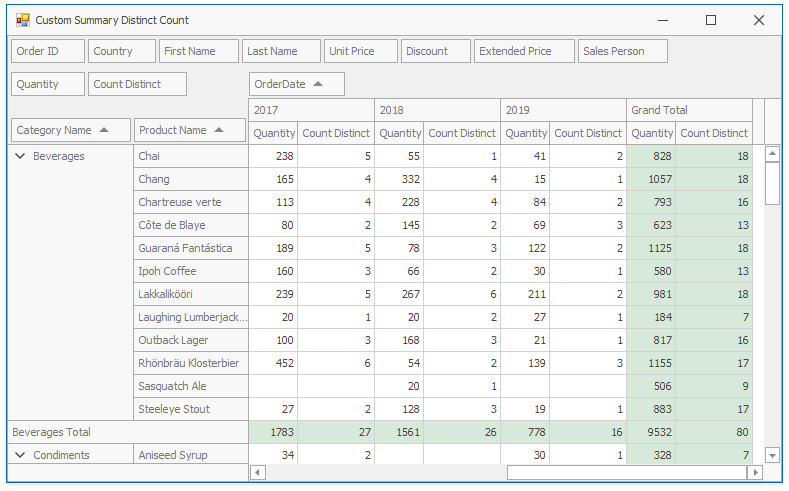 Custom Summary Distinct Count
Order ID Country First Name Last Name Unit Price Discount Extended Price Sales Person
Quantity Count Distinct OrderDate
2017 2018 2019 Grand Total
Category Name Product Name Quantity Count Distinct Quantity Count Distinct Quantity Count Distinct Quantity Count Distinct
Beverages Chai 238 5 55 1 41 2 828 18
Chang 165 4 332 4 15 1 1057 18
Chartreuse verte 113 4 228 4 84 2 793 16
Côte de Blaye 80 2 145 2 69 3 623 13
Guaraná Fantástica 189 5 78 3 122 2 1125 18
Ipoh Coffee 160 3 66 2 30 1 580 13
Lakkalikööri 239 5 267 6 211 2 981 18
Laughing Lumberjack... 20 1 20 2 27 1 184 7
Outback Lager 100 3 168 3 21 1 817 16
Rhönbräu Klosterbier 452 6 54 2 139 3 1155 17
Sasquatch Ale 20 1 506 9
Steeleye Stout 27 2 128 3 19 1 883 17
Beverages Total 1783 27 1561 26 778 16 9532 80
Condiments Aniseed Syrup 34 2 30 1 328 7